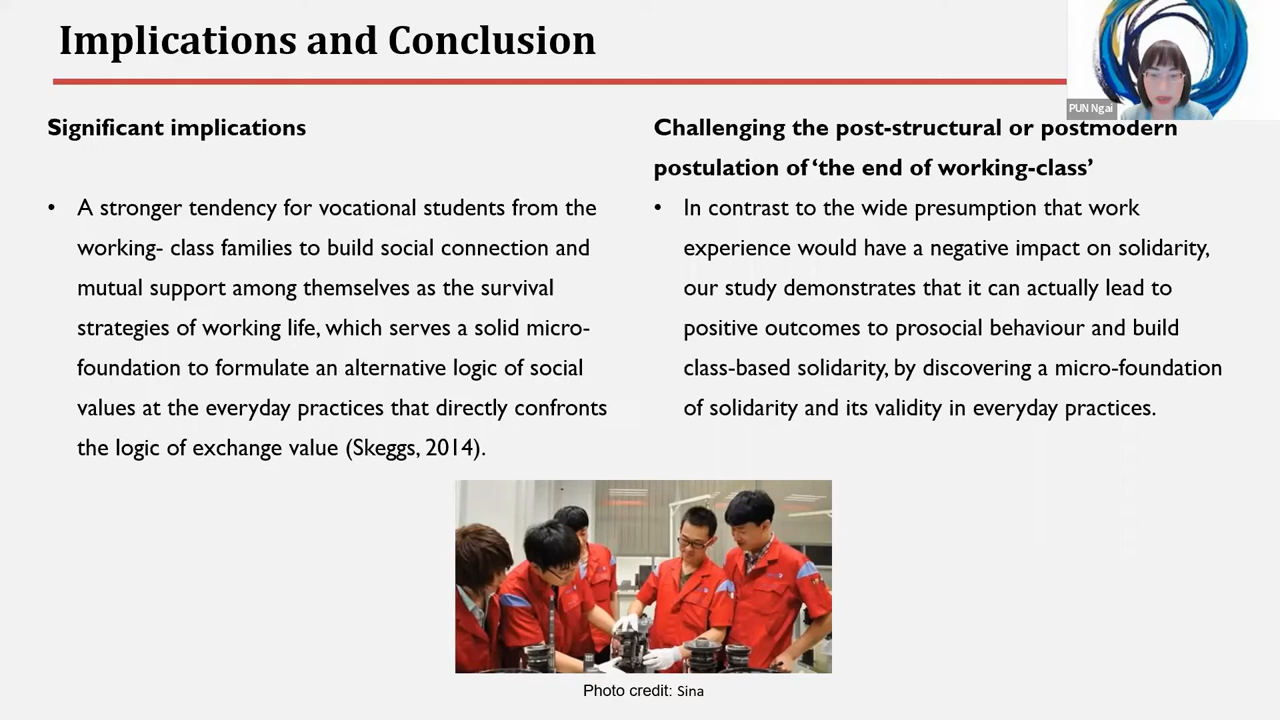 Implications and Conclusion
PUN Ngai
Significant implications
• A stronger tendency for vocational students from the
working- class families to build social connection and
mutual support among themselves as the survival
strategies of working life, which serves a solid micro-
foundation to formulate an alternative logic of social
values at the everyday practices that directly confronts
the logic of exchange value (Skeggs, 2014).
Challenging the post-structural or postmodern
postulation of ‘the end of working-class’
• In contrast to the wide presumption that work
experience would have a negative impact on solidarity,
our study demonstrates that it can actually lead to
positive outcomes to prosocial behaviour and build
class-based solidarity, by discovering a micro-foundation
of solidarity and its validity in everyday practices.
Photo credit: Sina